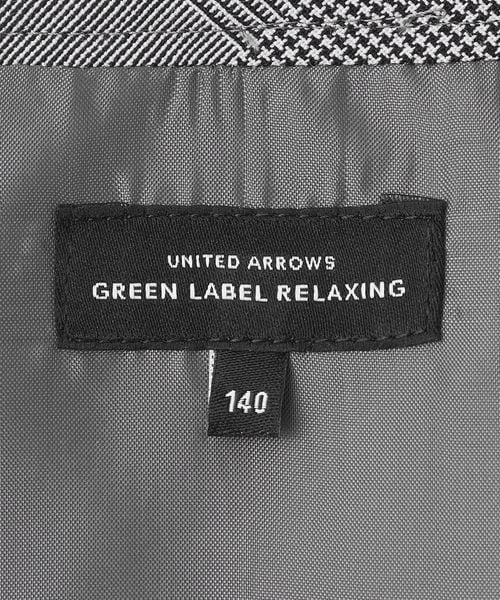 UNITED ARROWS
GREEN LABEL RELAXING
140